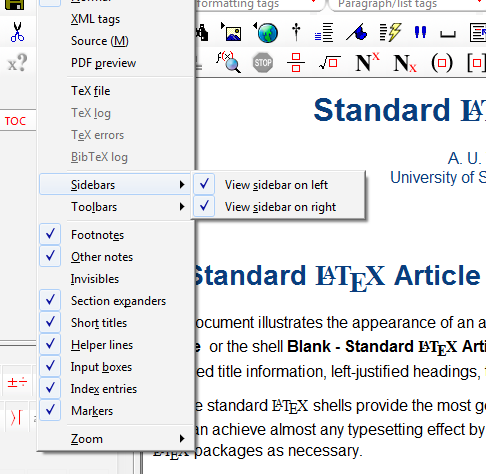 formatting tags
Paragraph/list tags
XML tags
Source (M)
PDF preview
TeX file
TeX log
TeX errors
BibTeX log
TOC
Sidebars
View sidebar on left
Toolbars
View sidebar on right
Footnotes
Other notes
Invisibles
Section expanders
Short titles
Helper lines
Input boxes
Index entries
Markers
Zoom
x?
f(x)
STOP
N^x
N_x
Standard
A. U.
University of S
Standard LATEX Article
ocument illustrates the appearance of an a
or the shell Blank - Standard LATEX Arti
ed title information, left-justified headings,
e standard LATEX shells provide the most ge
an achieve almost any typesetting effect by
LATEX packages as necessary.